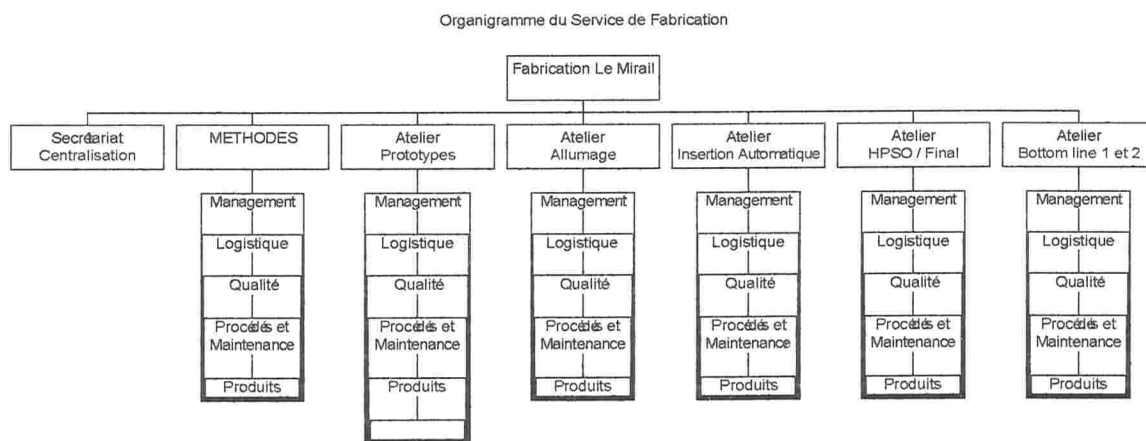 Organigramme du Service de Fabrication
Fabrication Le Mirail
Secrétariat
Centralisation
METHODES
Atelier
Prototypes
Atelier
Allumage
Atelier
Insertion Automatique
Atelier
HPSO / Final
Atelier
Bottom line 1 et 2
Management
Logistique
Qualité
Procédés et
Maintenance
Produits
Management
Logistique
Qualité
Procédés et
Maintenance
Produits
Management
Logistique
Qualité
Procédés et
Maintenance
Produits
Management
Logistique
Qualité
Procédés et
Maintenance
Produits
Management
Logistique
Qualité
Procédés et
Maintenance
Produits
Management
Logistique
Qualité
Procédés et
Maintenance
Produits